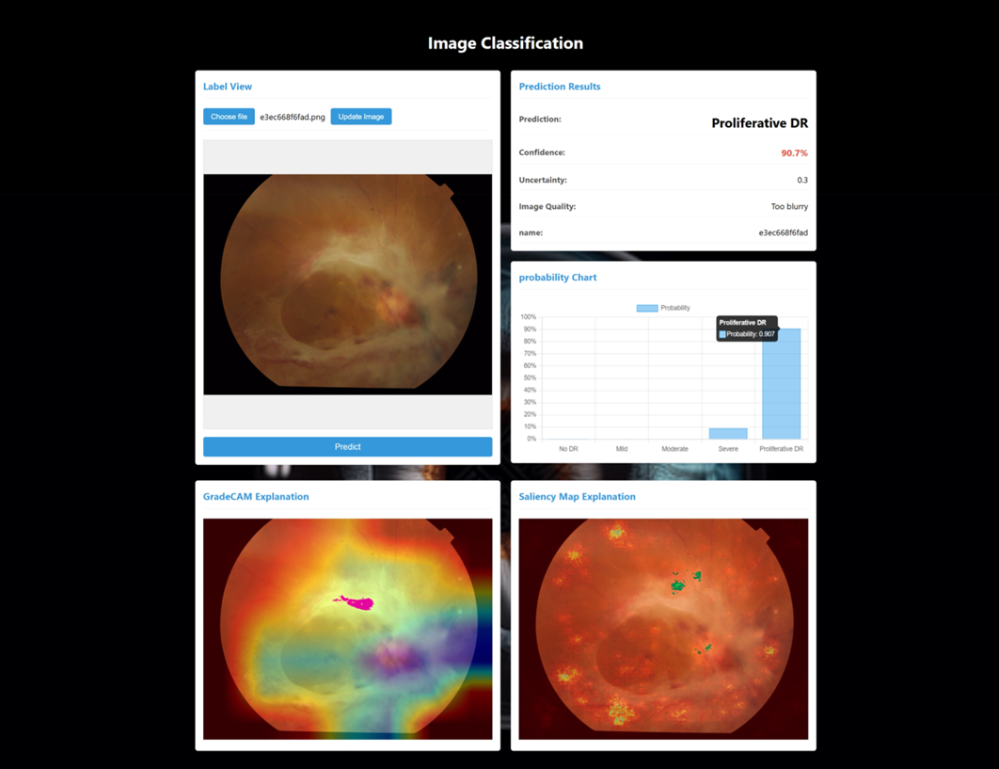 Image Classification
Label View
Choose file e3ec668f6fad.png Update Image
Predict
Prediction Results
Prediction: Proliferative DR
Confidence: 90.7%
Uncertainty: 0.3
Image Quality: Too blurry
name: e3ec668f6fad
probability Chart
Probability
100%
90%
80%
70%
60%
50%
40%
30%
20%
10%
0%
Proliferative DR
Probability: 0.907
No DR Mild Moderate Severe Proliferative DR
GradeCAM Explanation
Saliency Map Explanation